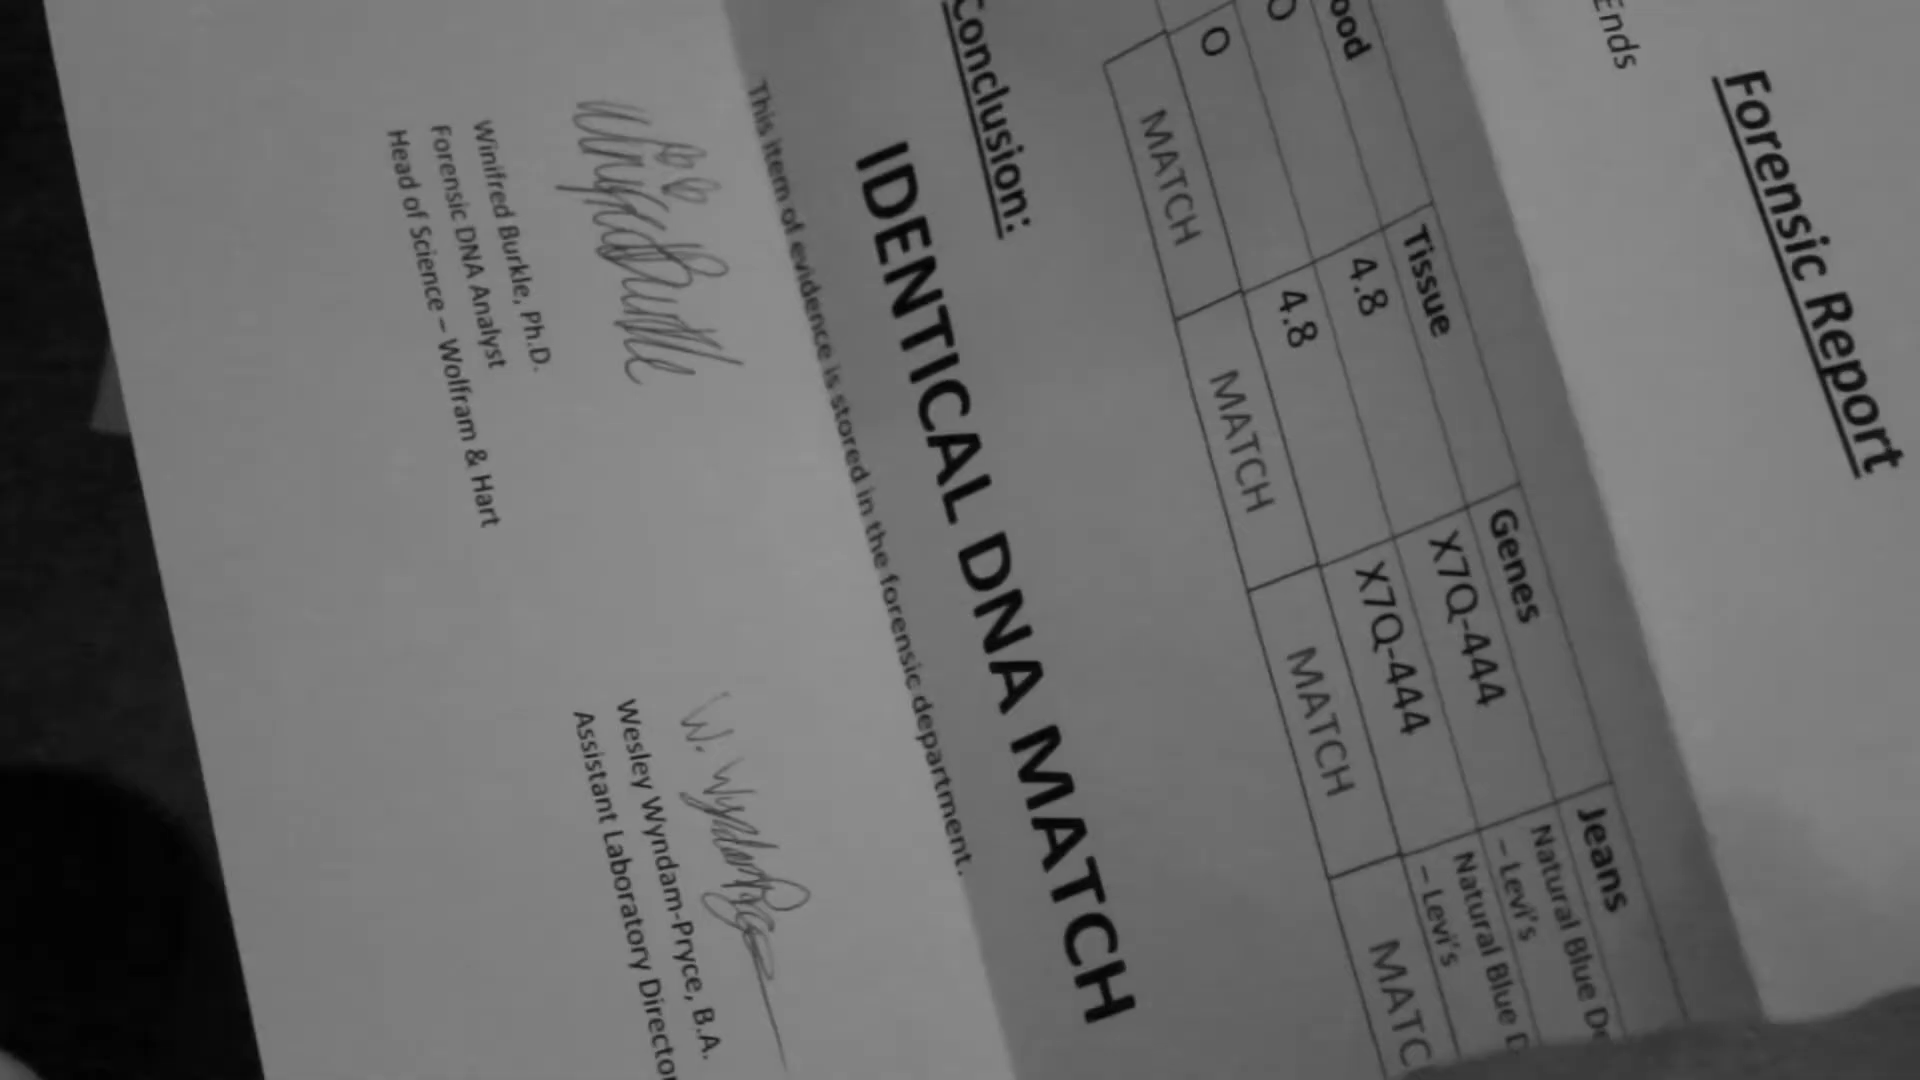 Forensic Report
Ends
Tissue Genes Jeans
4.8 X7Q-444 Natural Blue
– Levi's
O 4.8 X7Q-444 Natural Blue
– Levi's
MATCH MATCH MATCH
Conclusion:
IDENTICAL DNA MATCH
This item of evidence is stored in the forensic department.
W. Wyndam-Pryce
Winifred Burkle, Ph.D. Wesley Wyndam-Pryce, B.A.
Forensic DNA Analyst Assistant Laboratory
Head of Science – Wolfram & Hart